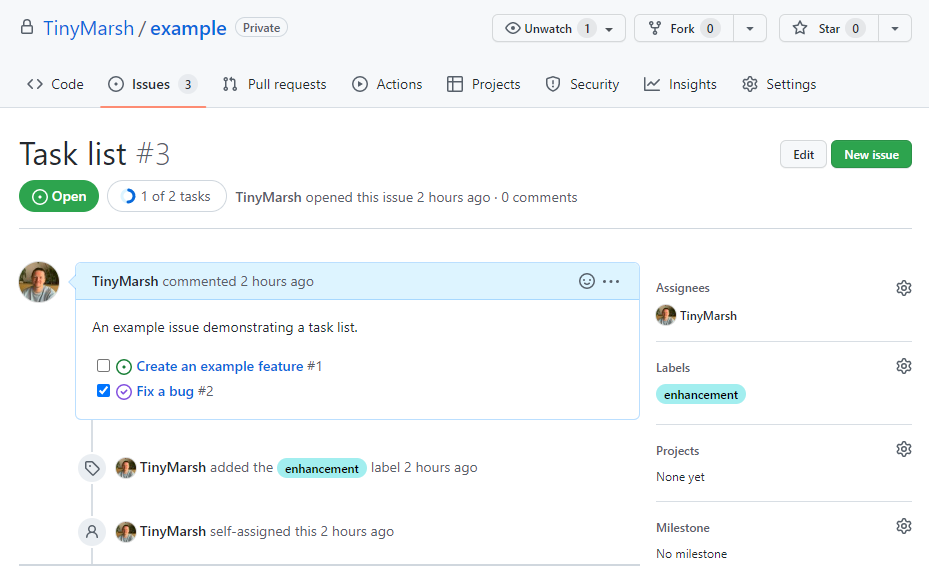 TinyMarsh / example Private Unwatch 1 Fork 0 Star 0
Code Issues 3 Pull requests Actions Projects Security Insights Settings
Task list #3 Edit New issue
Open 1 of 2 tasks TinyMarsh opened this issue 2 hours ago · 0 comments
TinyMarsh commented 2 hours ago
An example issue demonstrating a task list.
Create an example feature #1
Fix a bug #2
TinyMarsh added the enhancement label 2 hours ago
TinyMarsh self-assigned this 2 hours ago
Assignees
TinyMarsh
Labels
enhancement
Projects
None yet
Milestone
No milestone